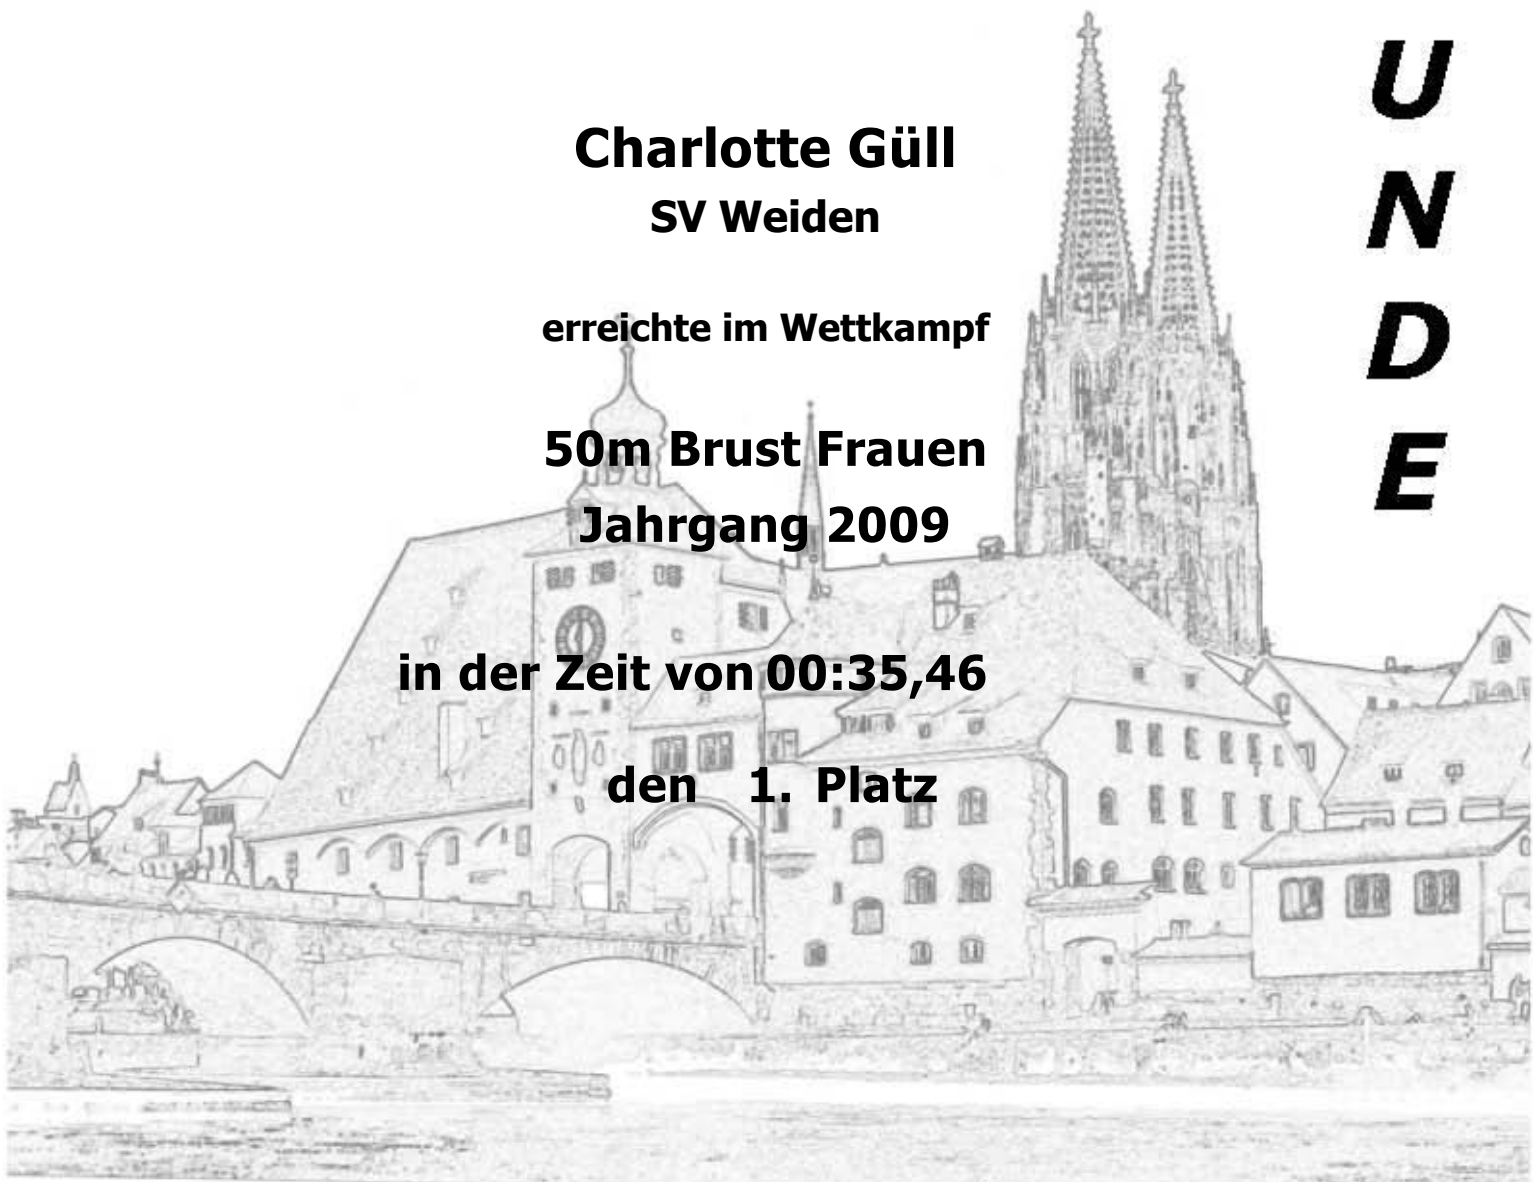 Charlotte Güll
SV Weiden
erreichte im Wettkampf
50m Brust Frauen
Jahrgang 2009
in der Zeit von 00:35,46
den 1. Platz
U
N
D
E